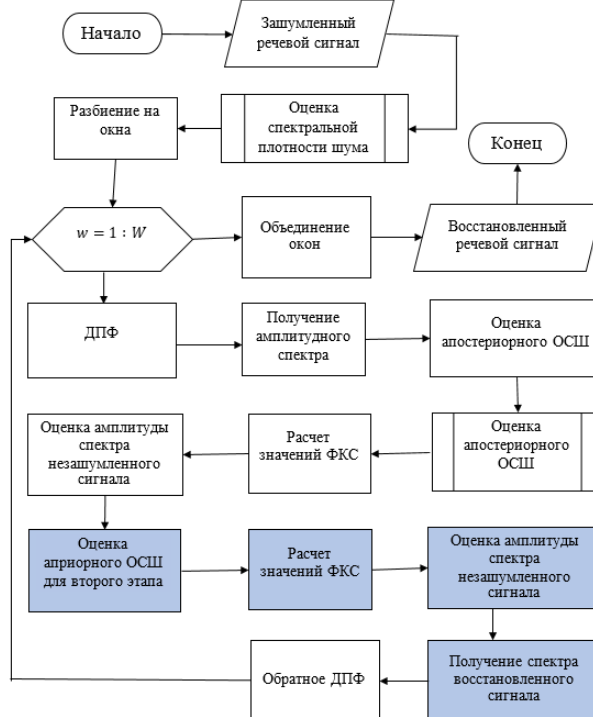 Начало
Зашумленный
речевой сигнал
Оценка
спектральной
плотности шума
Разбиение на
окна
w = 1 : W
Объединение
окон
Восстановленный
речевой сигнал
Конец
ДПФ
Получение
амплитудного
спектра
Оценка
апостериорного ОСШ
Оценка
апостериорного
ОСШ
Расчет
значений ФКС
Оценка амплитуды
спектра
незашумленного
сигнала
Оценка
априорного ОСШ
для второго этапа
Расчет
значений ФКС
Оценка амплитуды
спектра
незашумленного
сигнала
Получение спектра
восстановленного
сигнала
Обратное ДПФ